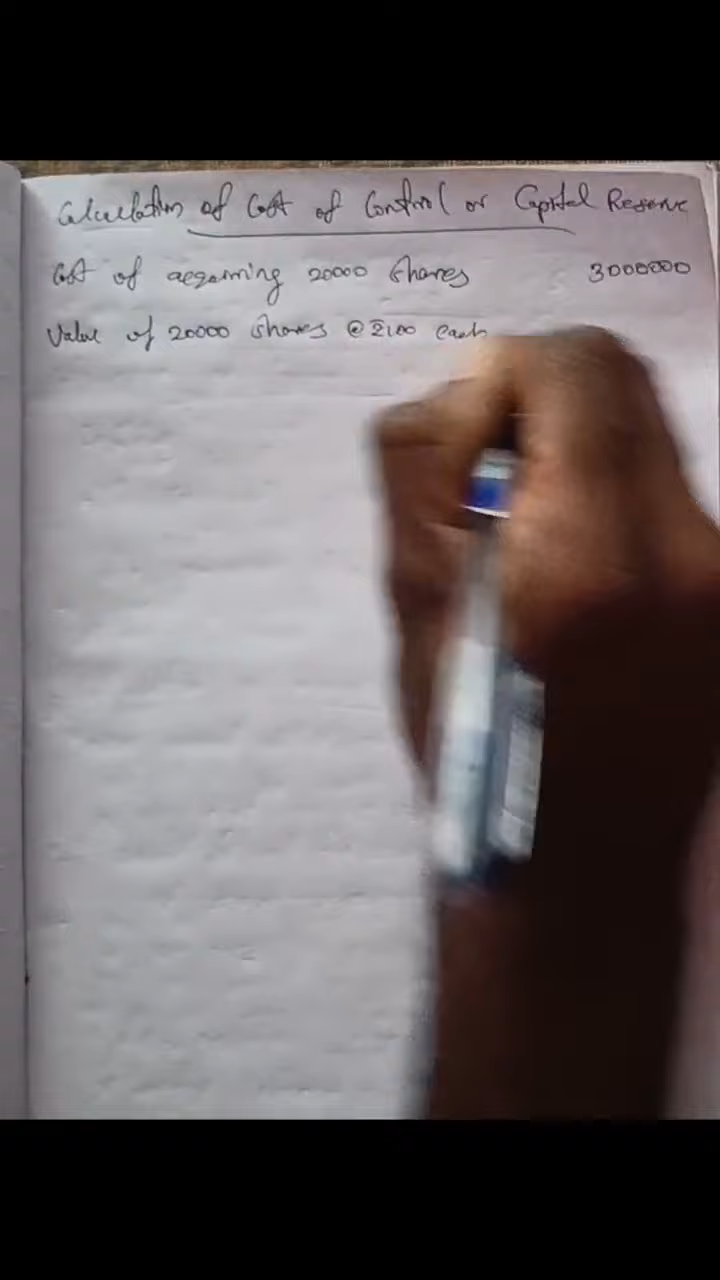 Calculation of Cost of Control or Capital Reserve
Cost of acquiring 20000 shares 3000000
Value of 20000 shares @ ₹100 each